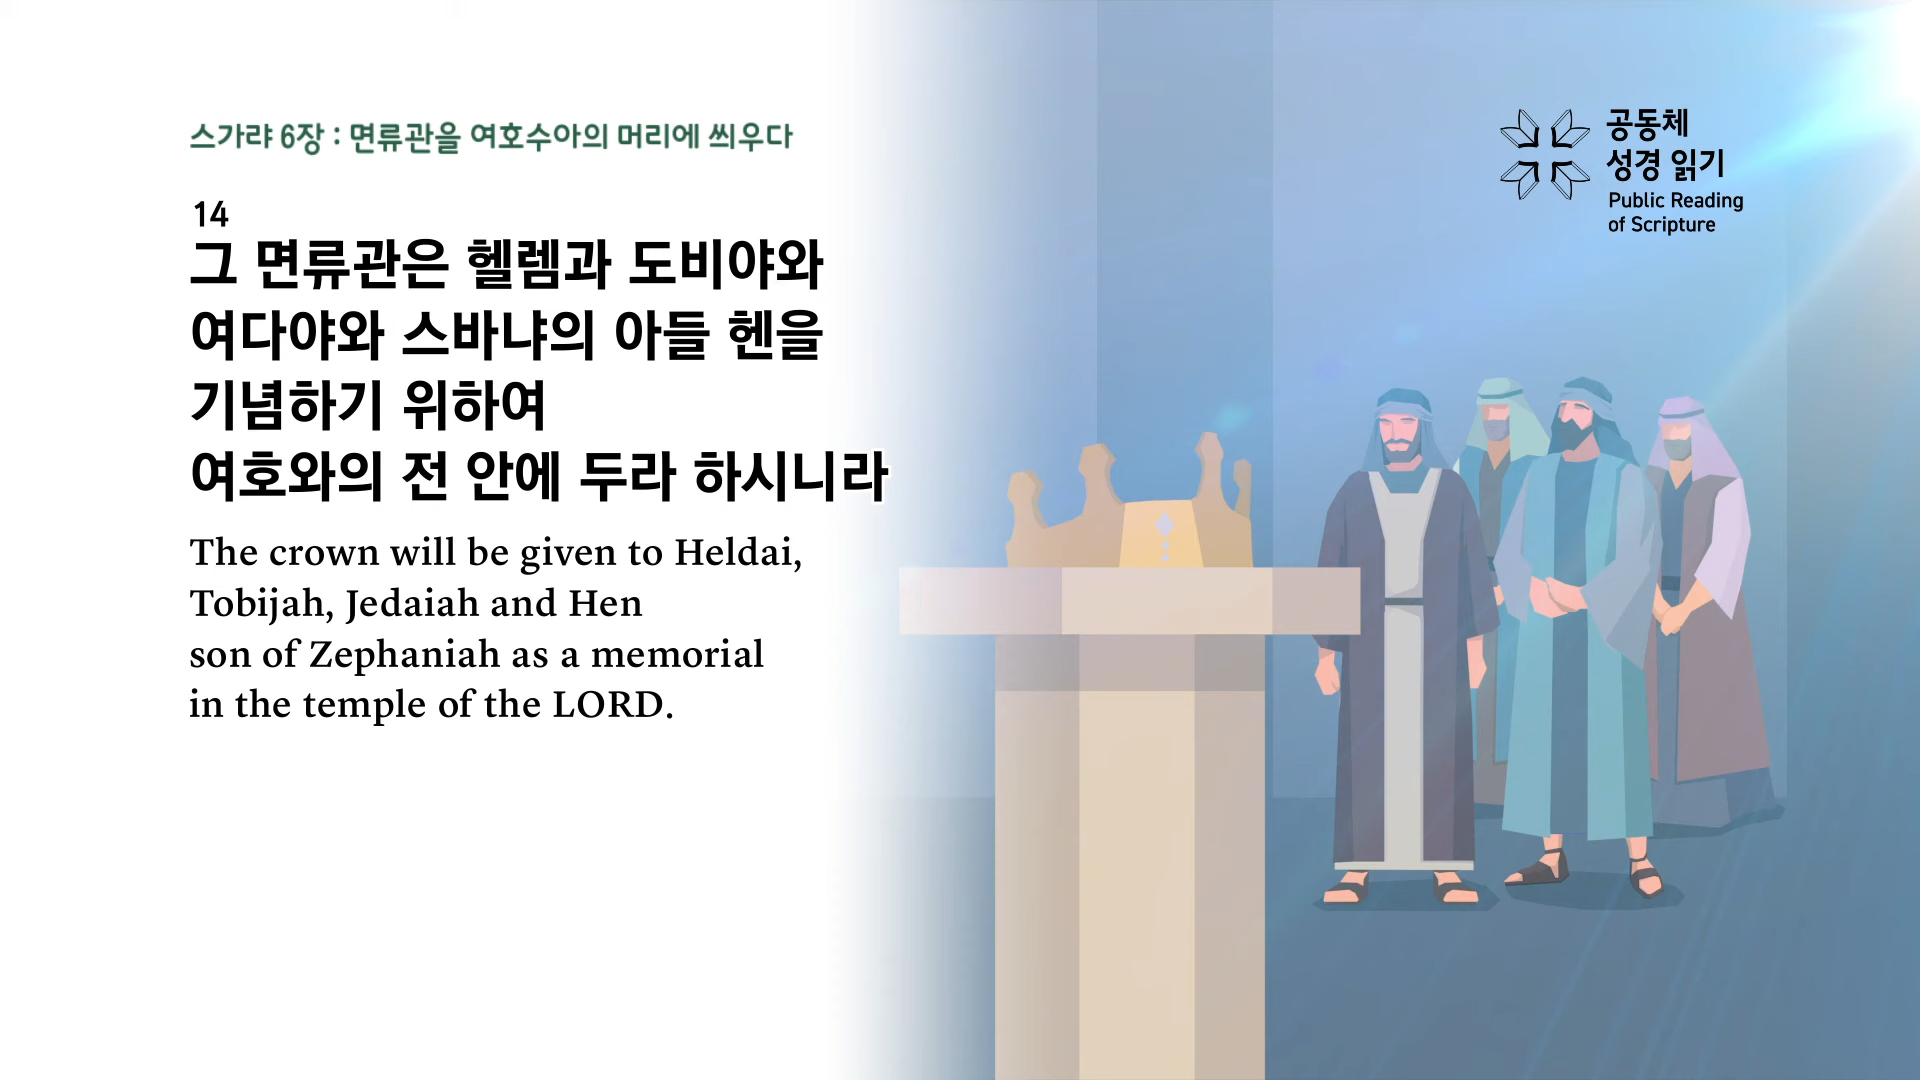 스가랴 6장 : 면류관을 여호수아의 머리에 씌우다
14
그 면류관은 헬렘과 도비야와
여다야와 스바냐의 아들 헨을
기념하기 위하여
여호와의 전 안에 두라 하시니라
The crown will be given to Heldai,
Tobijah, Jedaiah and Hen
son of Zephaniah as a memorial
in the temple of the LORD.
공동체
성경 읽기
Public Reading
of Scripture